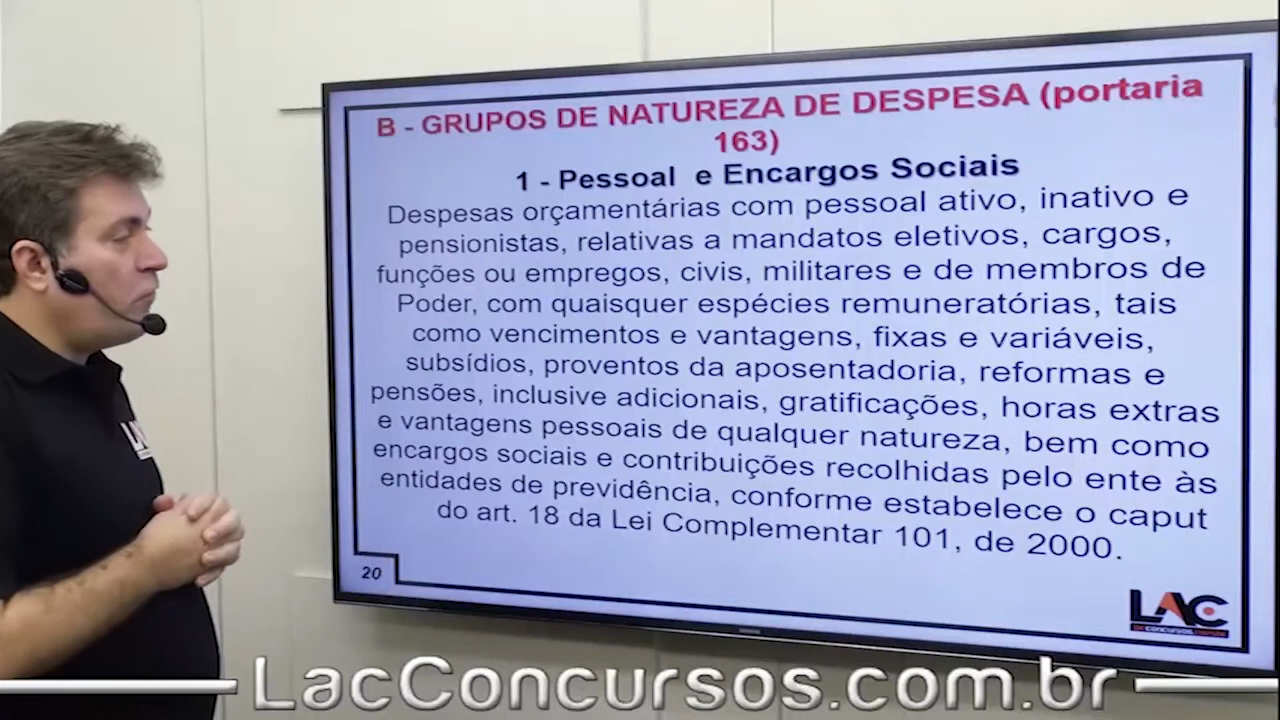 B - GRUPOS DE NATUREZA DE DESPESA (portaria
163)
1 - Pessoal e Encargos Sociais
Despesas orçamentárias com pessoal ativo, inativo e
pensionistas, relativas a mandatos eletivos, cargos,
funções ou empregos, civis, militares e de membros de
Poder, com quaisquer espécies remuneratórias, tais
como vencimentos e vantagens, fixas e variáveis,
subsídios, proventos da aposentadoria, reformas e
pensões, inclusive adicionais, gratificações, horas extras
e vantagens pessoais de qualquer natureza, bem como
encargos sociais e contribuições recolhidas pelo ente às
entidades de previdência, conforme estabelece o caput
do art. 18 da Lei Complementar 101, de 2000.
20
LAC
LacConcursos.com.br